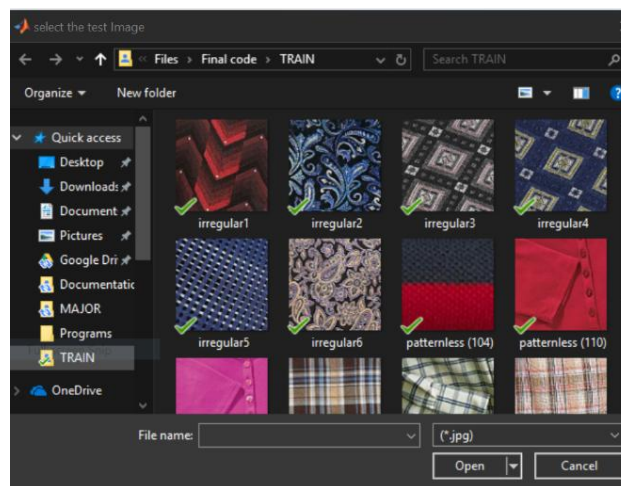 select the test Image
Files > Final code > TRAIN
Search TRAIN
Organize
New folder
Quick access
Desktop
Download:
Document
Pictures
Google Dri
Documentatic
MAJOR
Programs
TRAIN
OneDrive
irregular1
irregular2
irregular3
irregular4
irregular5
irregular6
patternless (104)
patternless (110)
File name:
(*.jpg)
Open
Cancel